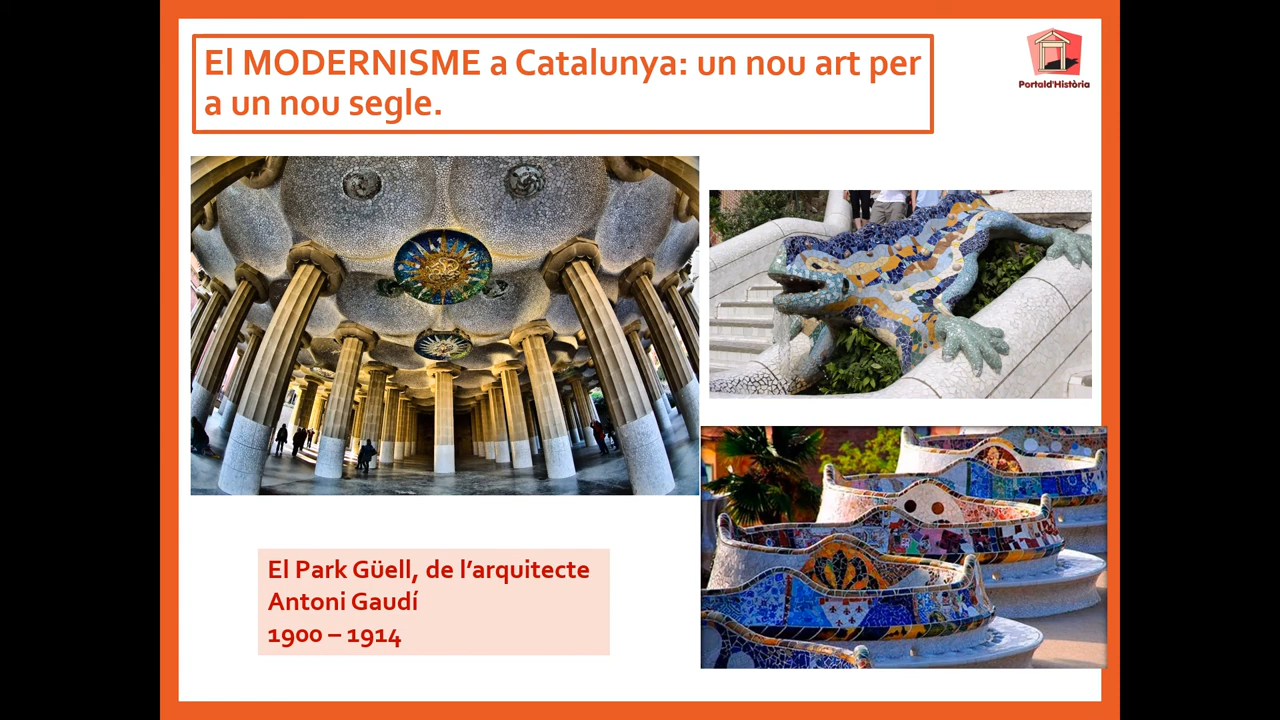 El MODERNISME a Catalunya: un nou art per
a un nou segle.
Portald'Història
El Park Güell, de l’arquitecte
Antoni Gaudí
1900 – 1914